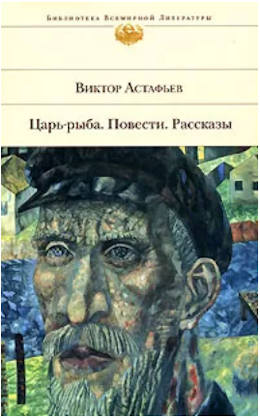 Библиотека Всемирной Литературы
Виктор Астафьев
Царь-рыба. Повести. Рассказы